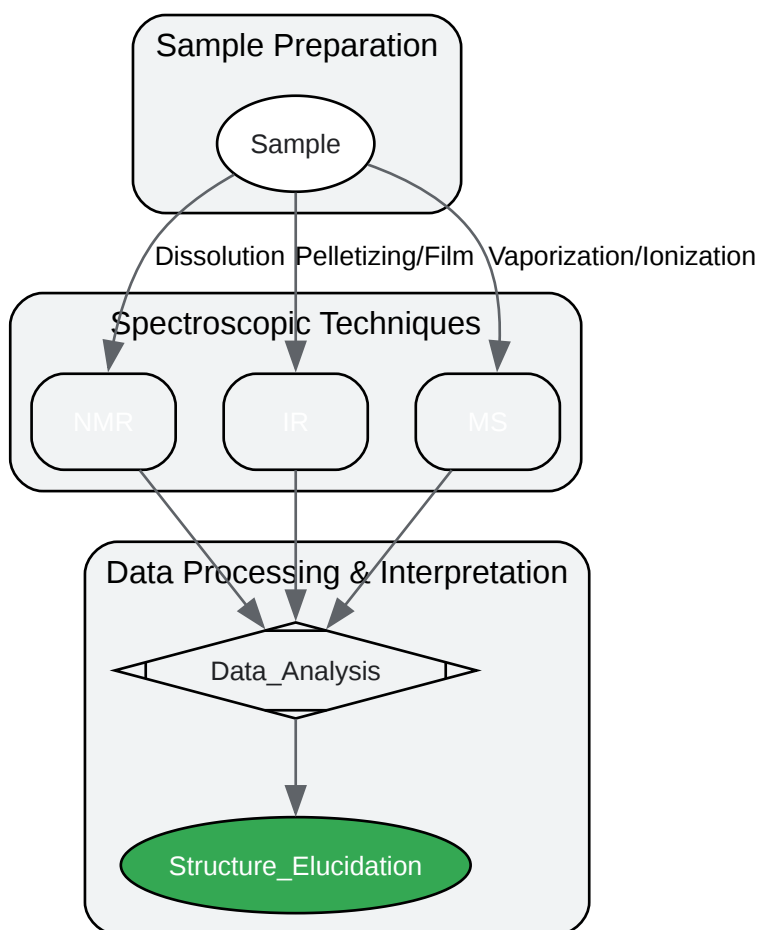 Sample Preparation
Sample
Dissolution
Pelletizing/Film
Vaporization/Ionization
Spectroscopic Techniques
NMR
IR
MS
Data Processing & Interpretation
Data_Analysis
Structure_Elucidation